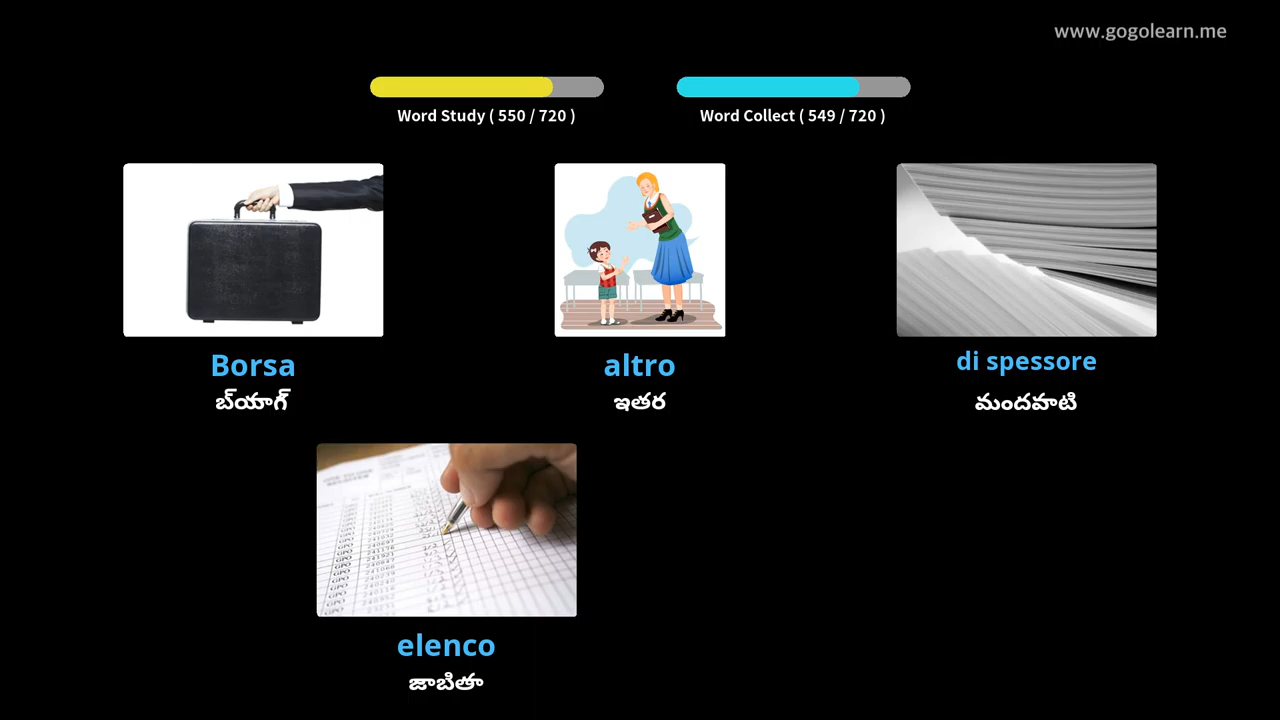 www.gogolearn.me
Word Study ( 550 / 720 )
Word Collect ( 549 / 720 )
Borsa
బ్యాగ్
altro
ఇతర
di spessore
మందపాటి
elenco
జాబితా